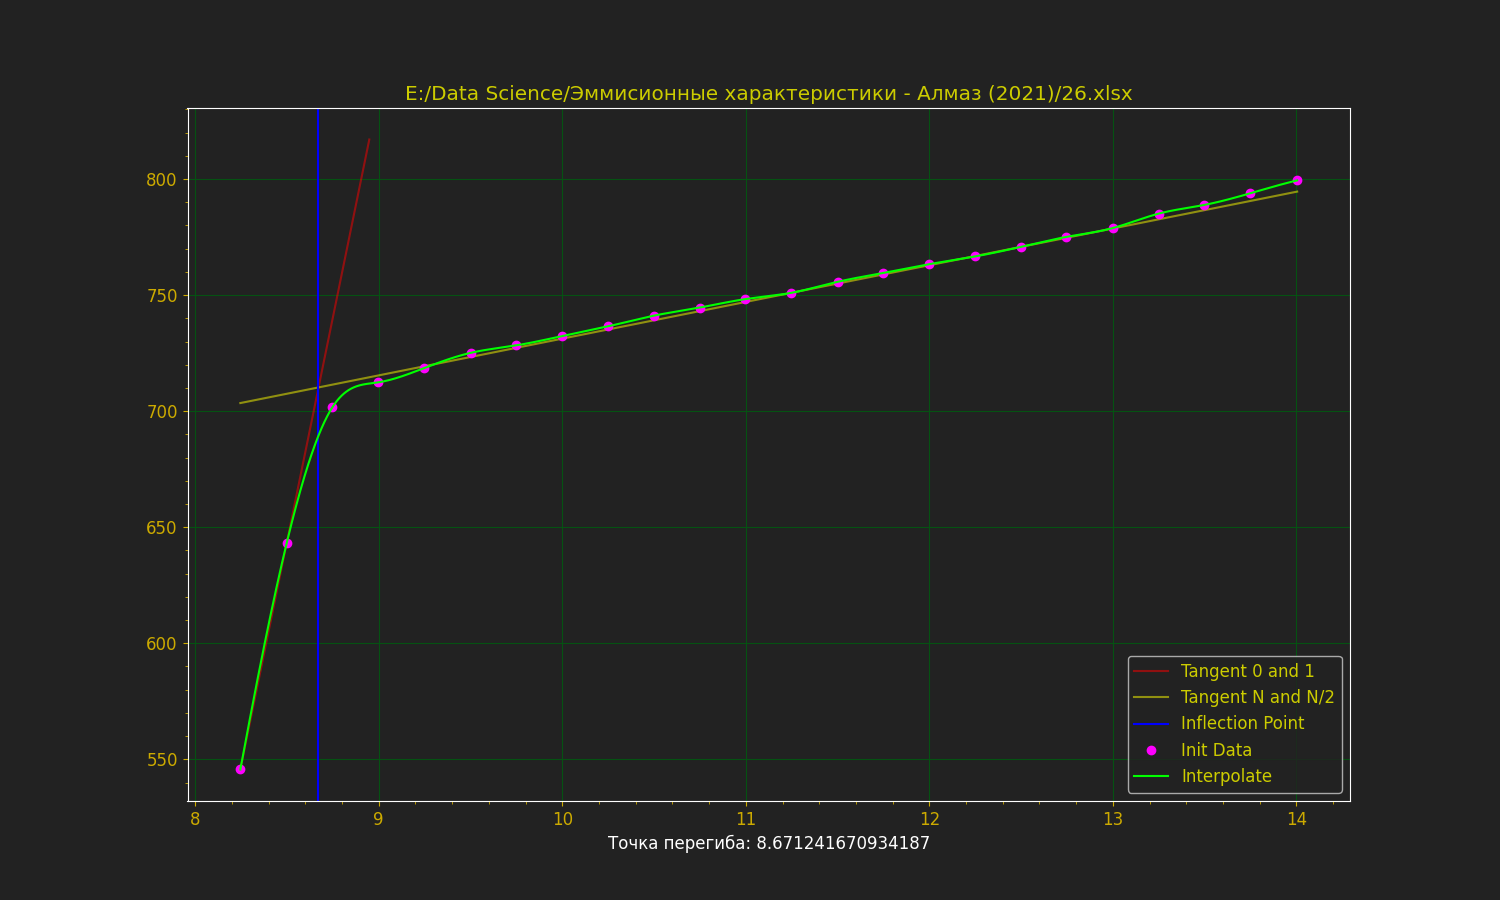 E:/Data Science/Эммисионные характеристики - Алмаз (2021)/26.xlsx
800
750
700
650
600
550
Tangent 0 and 1
Tangent N and N/2
Inflection Point
Init Data
Interpolate
8 9 10 11 12 13 14
Точка перегиба: 8.671241670934187